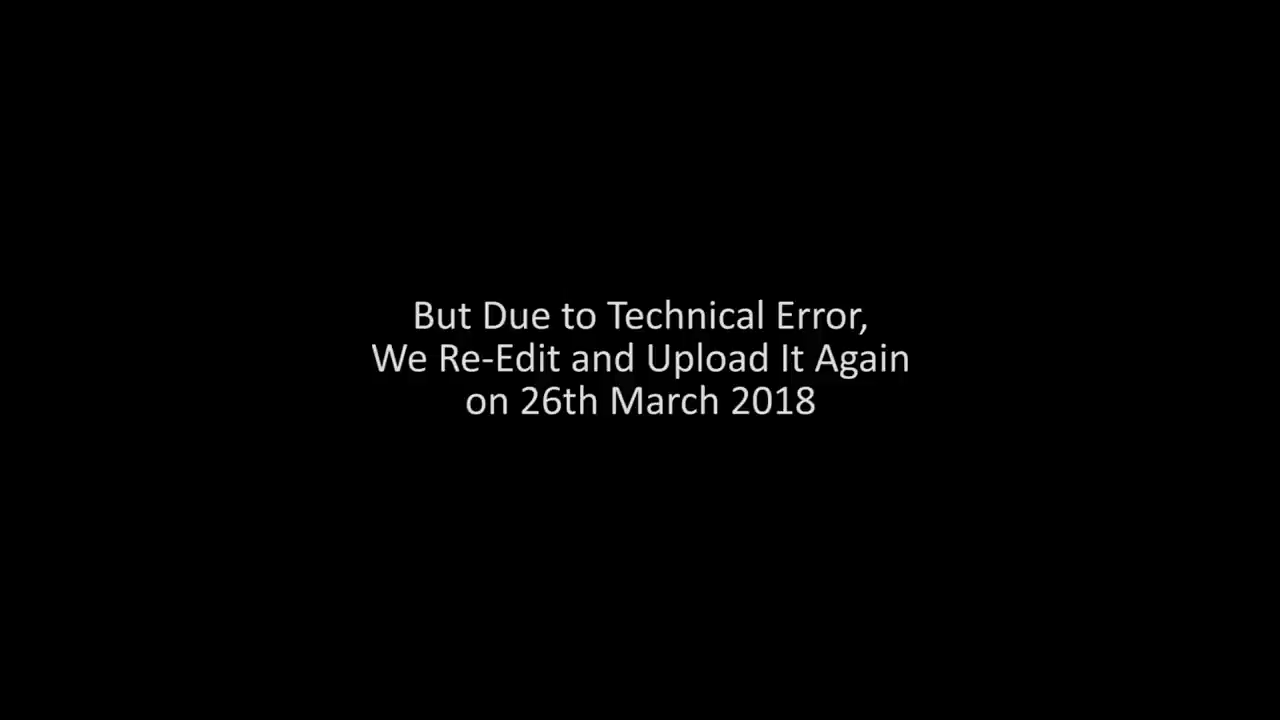 But Due to Technical Error,
We Re-Edit and Upload It Again
on 26th March 2018